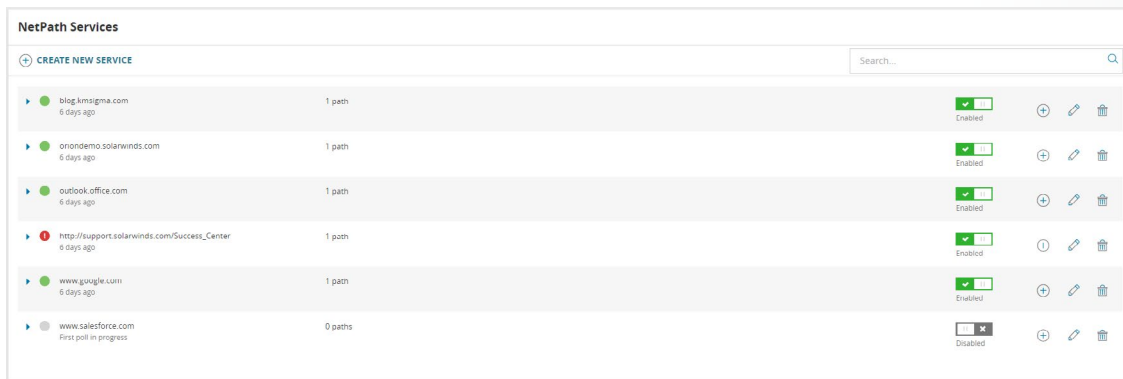 NetPath Services
CREATE NEW SERVICE
Search...
blog.kmsigma.com 1 path
6 days ago
Enabled
oriondemo.solarwinds.com 1 path
6 days ago
Enabled
outlook.office.com 1 path
6 days ago
Enabled
http://support.solarwinds.com/Success_Center 1 path
6 days ago
Enabled
www.google.com 1 path
6 days ago
Enabled
www.salesforce.com 0 paths
First poll in progress
Disabled